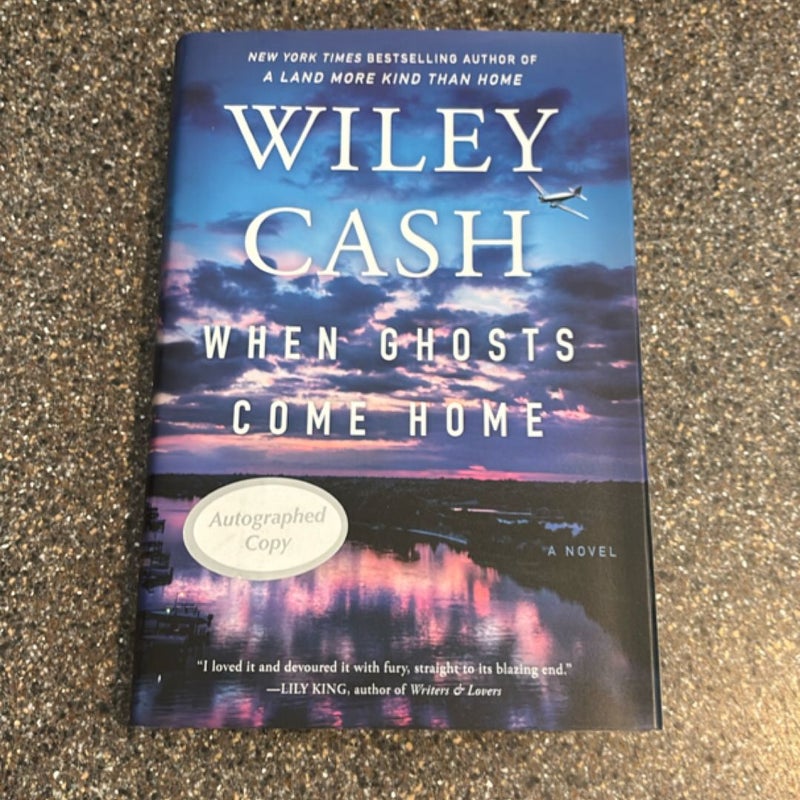 NEW YORK TIMES BESTSELLING AUTHOR OF
A LAND MORE KIND THAN HOME
WILEY
CASH
WHEN GHOSTS
COME HOME
Autographed
Copy
A NOVEL
“I loved it and devoured it with fury, straight to its blazing end.”
—LILY KING, author of Writers & Lovers